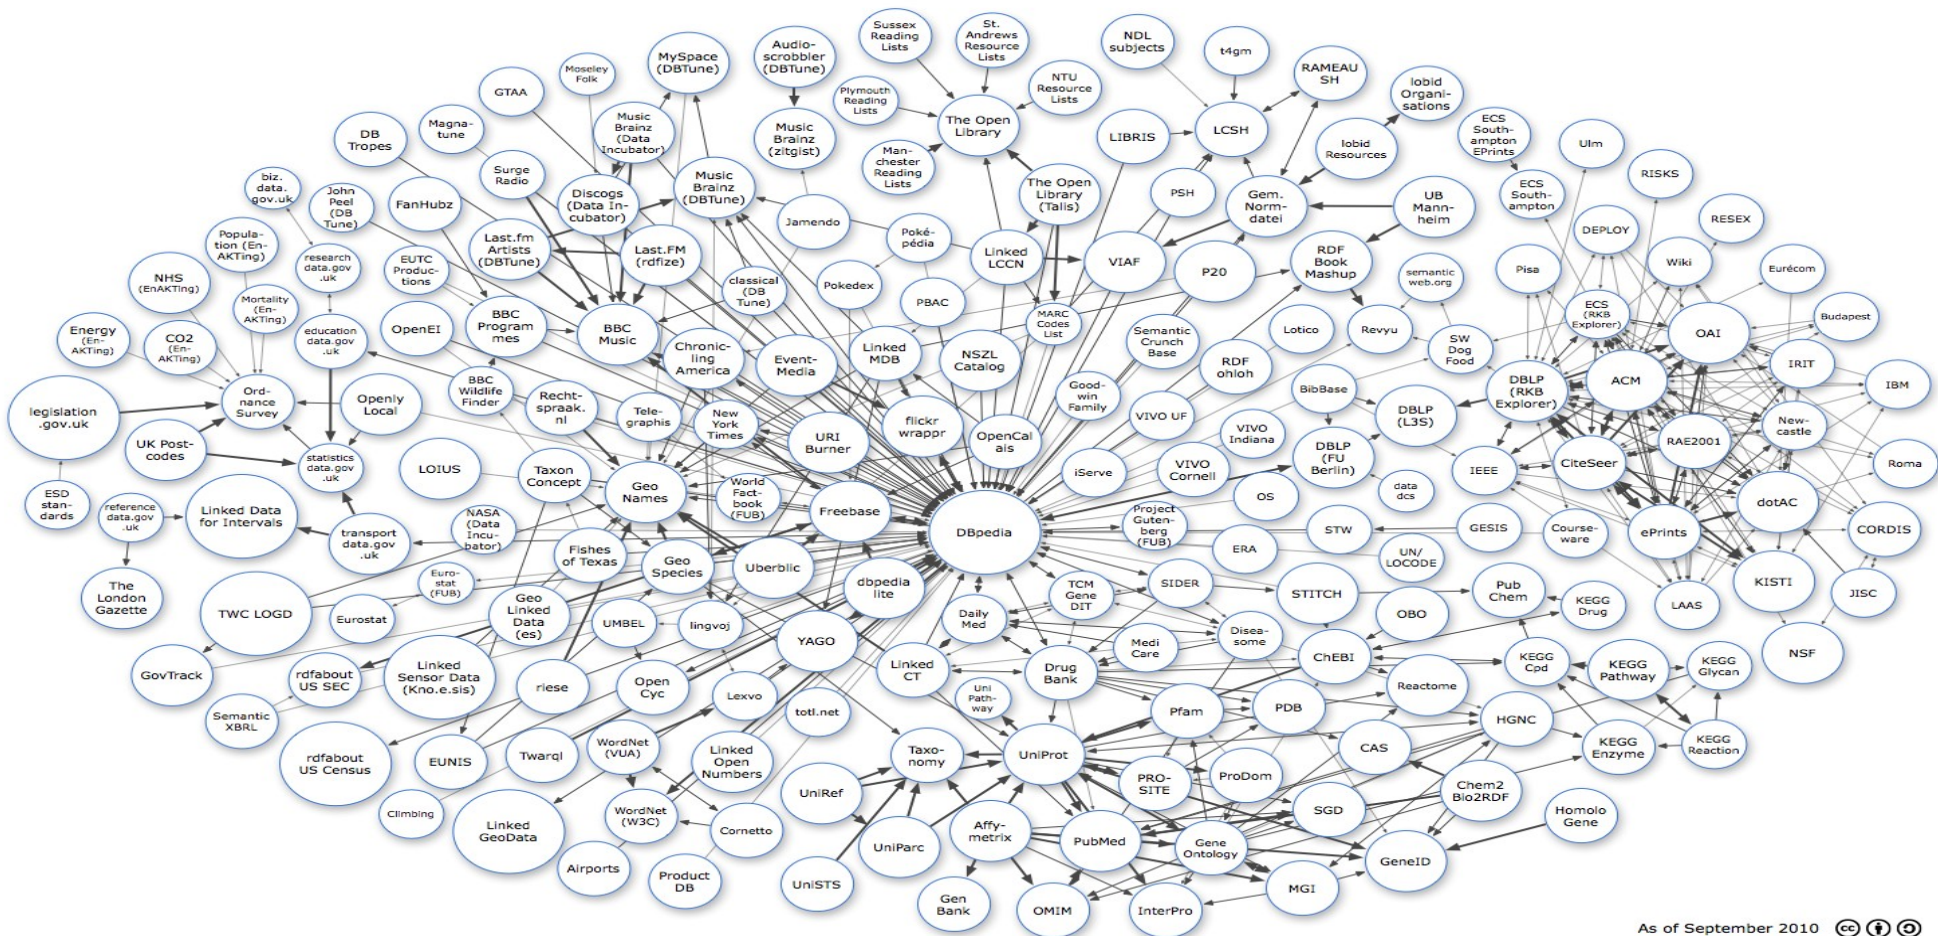 Sussex
Reading
Lists
St.
Andrews
Resource
Lists
NDL
subjects
t4gm
RAMEAU
SH
lobid
Organi-
sations
MySpace
(DBTune)
Audio-
scrobbler
(DBTune)
Moseley
Folk
GTAA
Plymouth
Reading
Lists
NTU
Resource
Lists
The Open
Library
LIBRIS
LCSH
lobid
Resources
ECS
South-
ampton
EPrints
Ulm
DB
Tropes
Magna-
tune
Music
Brainz
(Data
Incubator)
Music
Brainz
(zitgist)
Man-
chester
Reading
Lists
RISKS
biz.
data.
gov.uk
John
Peel
(DB
Tune)
FanHubz
Surge
Radio
Discogs
(Data In-
cubator)
Music
Brainz
(DBTune)
The Open
Library
(Talis)
PSH
Gem.
Norm-
datei
UB
Mann-
heim
ECS
South-
ampton
RESEX
Popula-
tion (En-
AKTing)
research
data.gov
.uk
EUTC
Produc-
tions
Last.fm
Artists
(DBTune)
Last.FM
(rdfize)
Jamendo
Poké-
pédia
Linked
LCCN
VIAF
P20
RDF
Book
Mashup
semantic
web.org
DEPLOY
Pisa
Wiki
Eurécom
NHS
(EnAKTing)
Mortality
(En-
AKTing)
classical
(DB
Tune)
Pokedex
PBAC
MARC
Codes
List
Energy
(En-
AKTing)
CO2
(En-
AKTing)
education
data.gov
.uk
OpenEI
BBC
Program
mes
BBC
Music
Chronic-
ling
America
Event-
Media
Linked
MDB
NSZL
Catalog
Semantic
Crunch
Base
RDF
ohloh
Lotico
Revyu
SW
Dog
Food
ECS
(RKB
Explorer)
OAI
Budapest
legislation
.gov.uk
Ord-
nance
Survey
Openly
Local
BBC
Wildlife
Finder
Recht-
spraak.
nl
Tele-
graphis
New
York
Times
URI
Burner
flickr
wrappr
OpenCal
ais
Good-
win
Family
VIVO UF
VIVO
Indiana
BibBase
DBLP
(L3S)
DBLP
(RKB
Explorer)
ACM
IRIT
IBM
UK Post-
codes
statistics
data.gov
.uk
LOIUS
Taxon
Concept
Geo
Names
World
Fact-
book
(FUB)
Freebase
DBpedia
iServe
VIVO
Cornell
OS
DBLP
(FU
Berlin)
data
dcs
IEEE
CiteSeer
RAE2001
New-
castle
Roma
ESD
stan-
dards
reference
data.gov
.uk
Linked Data
for Intervals
transport
data.gov
.uk
NASA
(Data
Incu-
bator)
Fishes
of Texas
Geo
Species
Uberblic
dbpedia
lite
Project
Guten-
berg
(FUB)
ERA
STW
UN/
LOCODE
GESIS
Course-
ware
ePrints
dotAC
CORDIS
The
London
Gazette
TWC LOGD
Euro-
stat
(FUB)
Eurostat
Geo
Linked
Data
(es)
UMBEL
lingvoj
YAGO
Daily
Med
TCM
Gene
DIT
SIDER
STITCH
OBO
Pub
Chem
KEGG
Drug
LAAS
KISTI
JISC
NSF
GovTrack
rdfabout
US SEC
Linked
Sensor Data
(Kno.e.sis)
riese
Open
Cyc
Lexvo
Linked
CT
Drug
Bank
Medi
Care
Disea-
some
ChEBI
KEGG
Cpd
KEGG
Pathway
KEGG
Glycan
Semantic
XBRL
totl.net
Uni
Path-
way
Pfam
PDB
Reactome
HGNC
rdfabout
US Census
EUNIS
Twarql
WordNet
(VUA)
Linked
Open
Numbers
Taxo-
nomy
UniProt
PRO-
SITE
ProDom
CAS
KEGG
Enzyme
KEGG
Reaction
Climbing
Linked
GeoData
WordNet
(W3C)
Cornetto
UniRef
UniParc
Affy-
metrix
PubMed
Gene
Ontology
SGD
Chem2
Bio2RDF
Homolo
Gene
GeneID
Airports
Product
DB
UniSTS
Gen
Bank
OMIM
InterPro
MGI
As of September 2010
cc